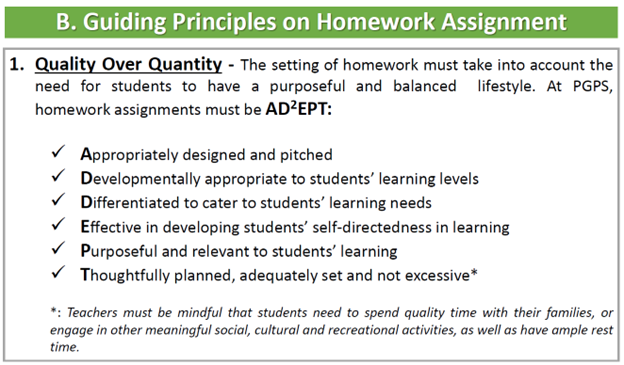 B. Guiding Principles on Homework Assignment
1. Quality Over Quantity - The setting of homework must take into account the
need for students to have a purposeful and balanced lifestyle. At PGPS,
homework assignments must be AD²EPT:
✓ Appropriately designed and pitched
✓ Developmentally appropriate to students' learning levels
✓ Differentiated to cater to students' learning needs
✓ Effective in developing students' self-directedness in learning
✓ Purposeful and relevant to students' learning
✓ Thoughtfully planned, adequately set and not excessive*
*: Teachers must be mindful that students need to spend quality time with their families, or
engage in other meaningful social, cultural and recreational activities, as well as have ample rest
time.